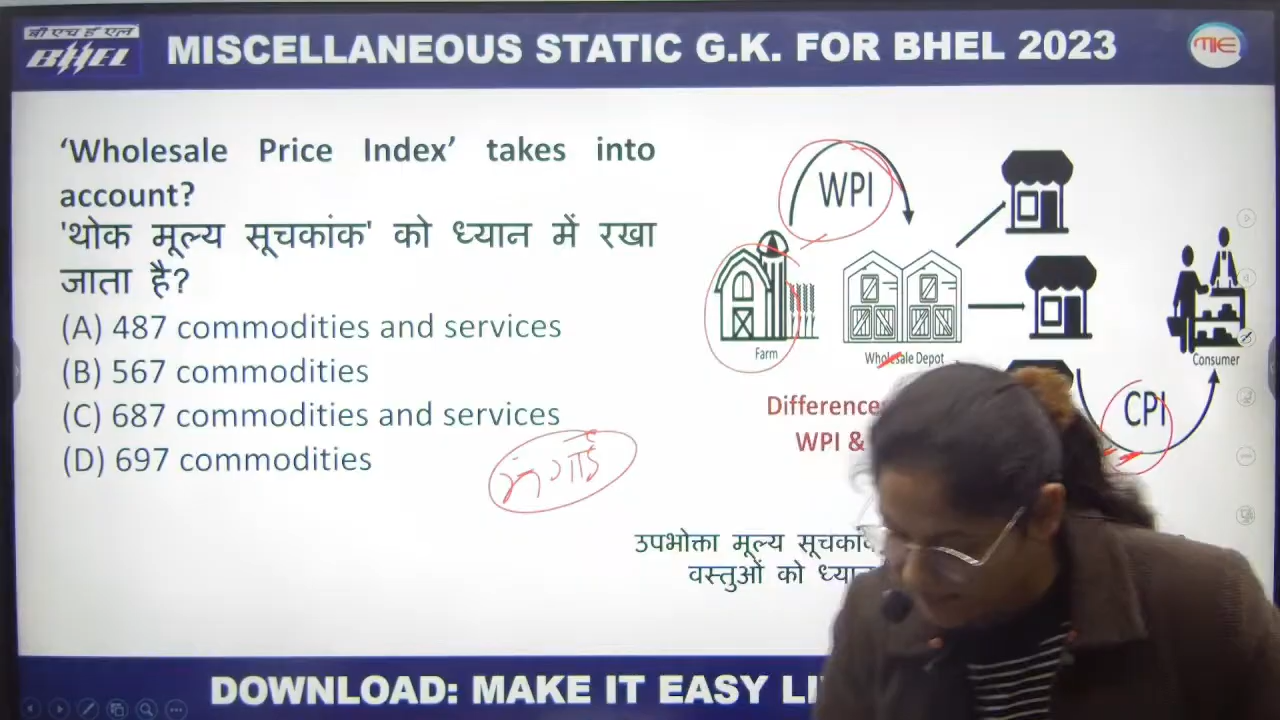 बी एच ई एल
BHEL
MISCELLANEOUS STATIC G.K. FOR BHEL 2023
MIE
‘Wholesale Price Index’ takes into
account?
'थोक मूल्य सूचकांक' को ध्यान में रखा
जाता है?
(A) 487 commodities and services
(B) 567 commodities
(C) 687 commodities and services
(D) 697 commodities
WPI
Farm
Wholesale Depot
Consumer
CPI
Difference
WPI &
उपभोक्ता मूल्य
वस्तुओं को
DOWNLOAD: MAKE IT EASY